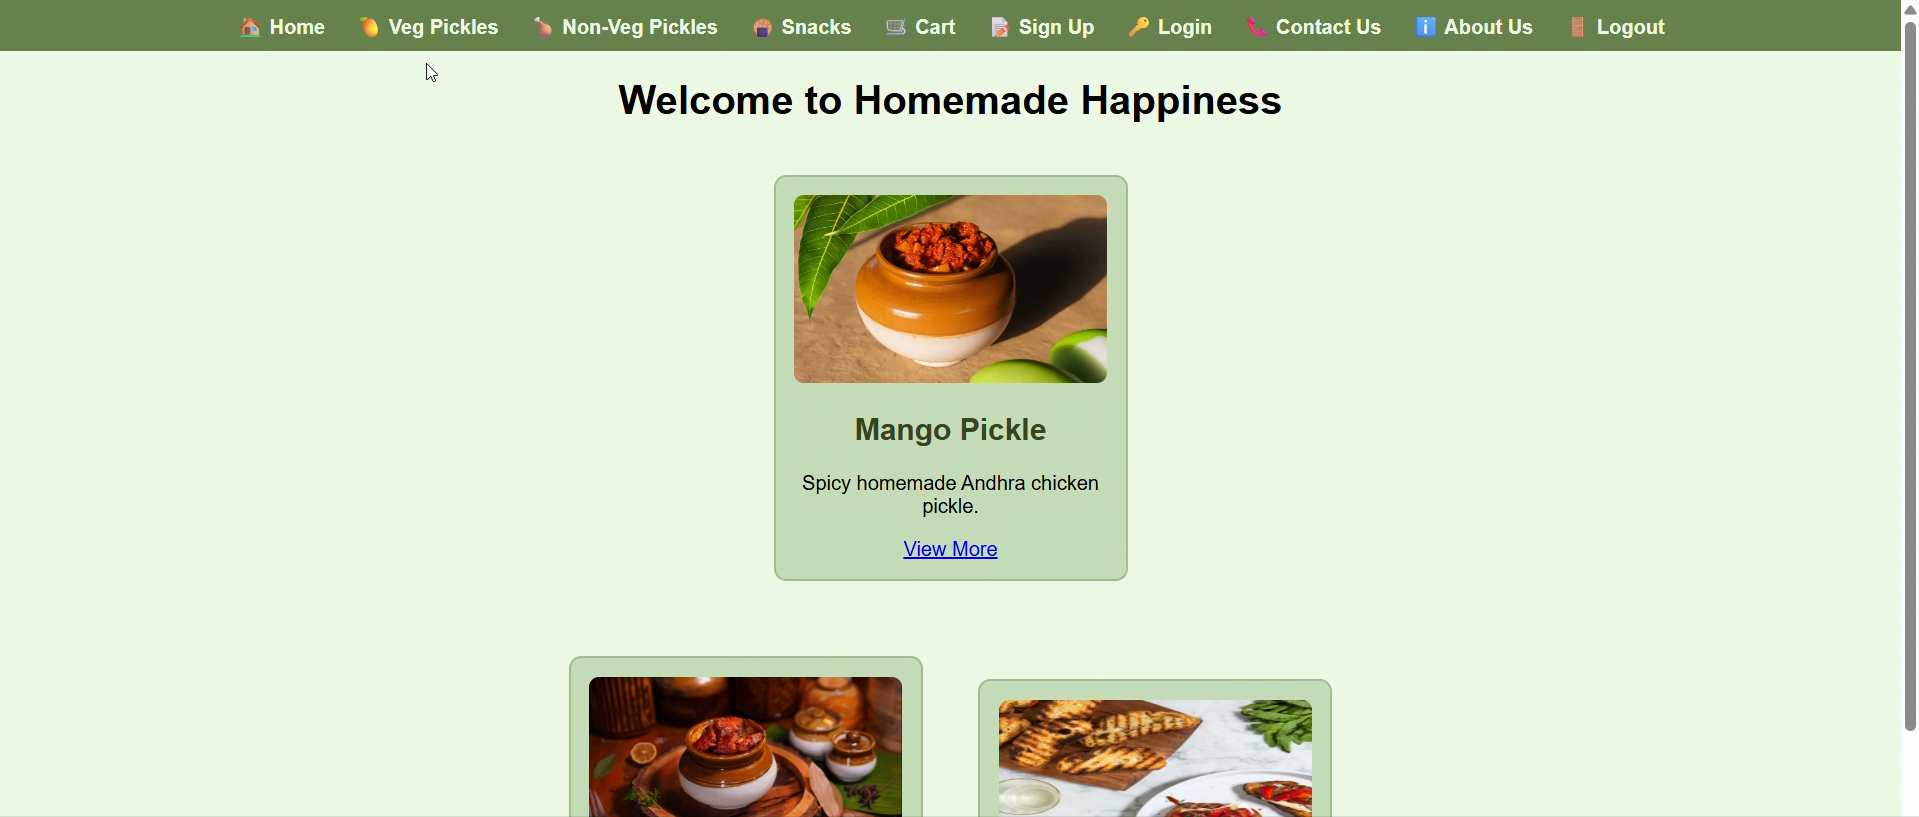 🏠 Home 🥭 Veg Pickles 🍗 Non-Veg Pickles 🍘 Snacks 🛒 Cart 📝 Sign Up 🔑 Login 📞 Contact Us ℹ️ About Us 🚪 Logout
Welcome to Homemade Happiness
Mango Pickle
Spicy homemade Andhra chicken
pickle.
View More